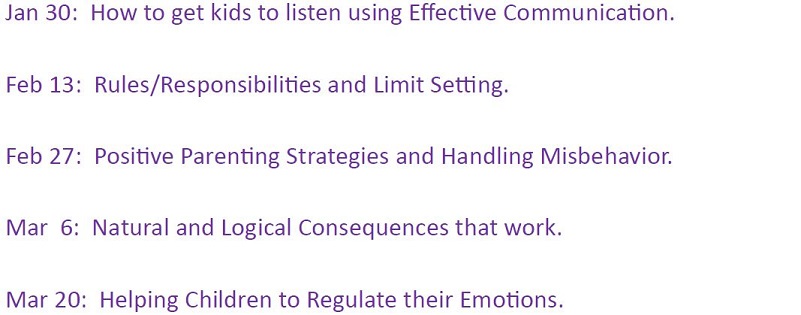 Jan 30:  How to get kids to listen using Effective Communication.
Feb 13:  Rules/Responsibilities and Limit Setting.
Feb 27:  Positive Parenting Strategies and Handling Misbehavior.
Mar  6:  Natural and Logical Consequences that work.
Mar 20:  Helping Children to Regulate their Emotions.